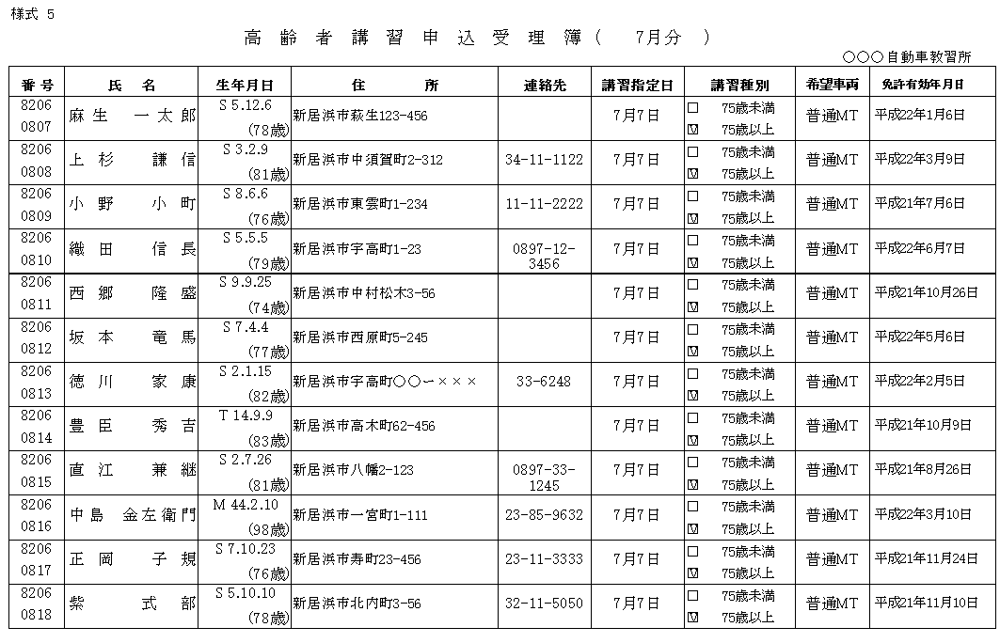 様式 5
高齢者講習申込受理簿( 7月分 )
○○○自動車教習所
番号 氏名 生年月日 住所 連絡先 講習指定日 講習種別 希望車両 免許有効年月日
8206 S 5.12.6 □ 75歳未満
麻生 一太郎 新居浜市萩生123-456 7月7日 普通MT 平成22年1月6日
0807 (78歳) ☑ 75歳以上
8206 S 3.2.9 □ 75歳未満
上杉 謙信 新居浜市中須賀町2-312 34-11-1122 7月7日 普通MT 平成22年3月9日
0808 (81歳) ☑ 75歳以上
8206 S 8.6.6 □ 75歳未満
小野 小町 新居浜市東雲町1-234 11-11-2222 7月7日 普通MT 平成21年7月6日
0809 (76歳) ☑ 75歳以上
8206 S 5.5.5 □ 75歳未満
織田 信長 新居浜市宇高町1-23 0897-12- 7月7日 普通MT 平成22年6月7日
0810 (79歳) 3456 ☑ 75歳以上
8206 S 9.9.25 □ 75歳未満
西郷 隆盛 新居浜市中村松木3-56 7月7日 普通MT 平成21年10月26日
0811 (74歳) ☑ 75歳以上
8206 S 7.4.4 □ 75歳未満
坂本 竜馬 新居浜市西原町5-245 7月7日 普通MT 平成22年5月6日
0812 (77歳) ☑ 75歳以上
8206 S 2.1.15 □ 75歳未満
徳川 家康 新居浜市宇高町○○ー××× 33-6248 7月7日 普通MT 平成22年2月5日
0813 (82歳) ☑ 75歳以上
8206 T 14.9.9 □ 75歳未満
豊臣 秀吉 新居浜市高木町62-456 7月7日 普通MT 平成21年10月9日
0814 (83歳) ☑ 75歳以上
8206 S 2.7.26 □ 75歳未満
直江 兼継 新居浜市八幡2-123 0897-33- 7月7日 普通MT 平成21年8月26日
0815 (81歳) 1245 ☑ 75歳以上
8206 M 44.2.10 □ 75歳未満
中島 金左衛門 新居浜市一宮町1-111 23-85-9632 7月7日 普通MT 平成22年3月10日
0816 (98歳) ☑ 75歳以上
8206 S 7.10.23 □ 75歳未満
正岡 子規 新居浜市寿町23-456 23-11-3333 7月7日 普通MT 平成21年11月24日
0817 (76歳) ☑ 75歳以上
8206 S 5.10.10 □ 75歳未満
紫 式部 新居浜市北内町3-56 32-11-5050 7月7日 普通MT 平成21年11月10日
0818 (78歳) ☑ 75歳以上